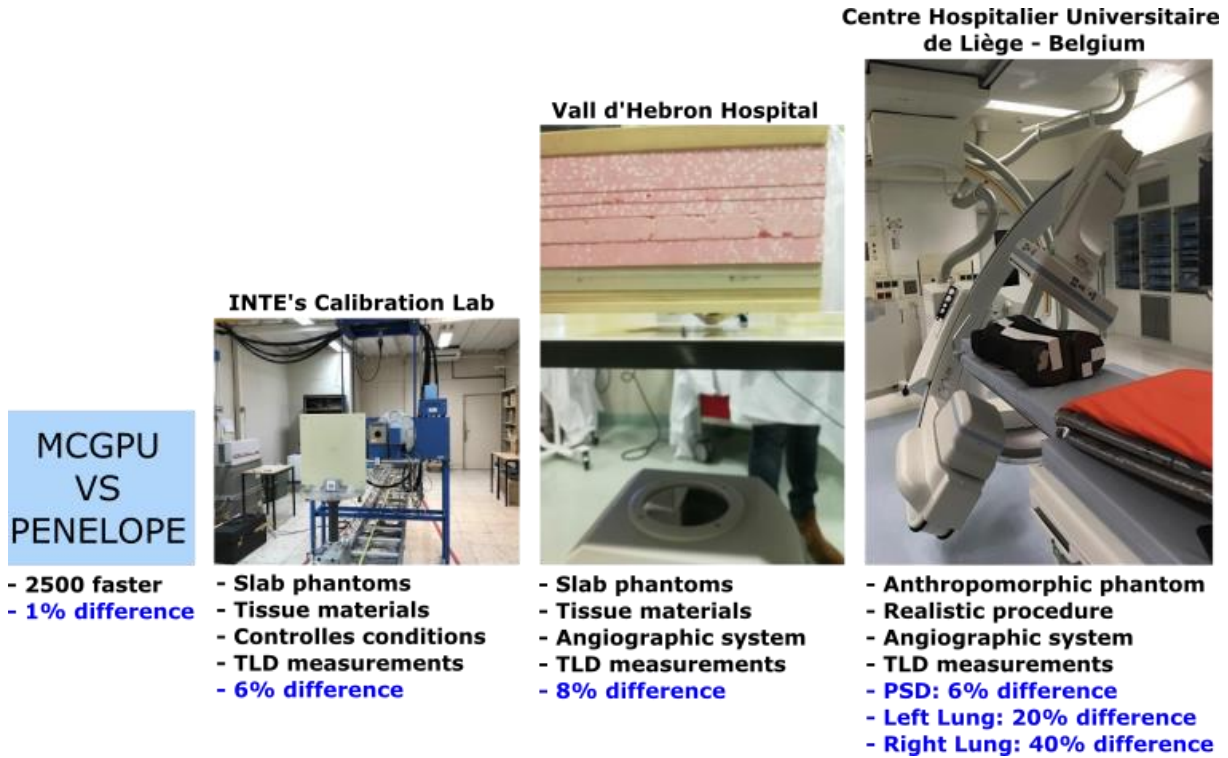 Centre Hospitalier Universitaire
de Liège - Belgium
Vall d'Hebron Hospital
INTE's Calibration Lab
MCGPU
VS
PENELOPE
- 2500 faster
- 1% difference
- Slab phantoms
- Tissue materials
- Controlles conditions
- TLD measurements
- 6% difference
- Slab phantoms
- Tissue materials
- Angiographic system
- TLD measurements
- 8% difference
- Anthropomorphic phantom
- Realistic procedure
- Angiographic system
- TLD measurements
- PSD: 6% difference
- Left Lung: 20% difference
- Right Lung: 40% difference